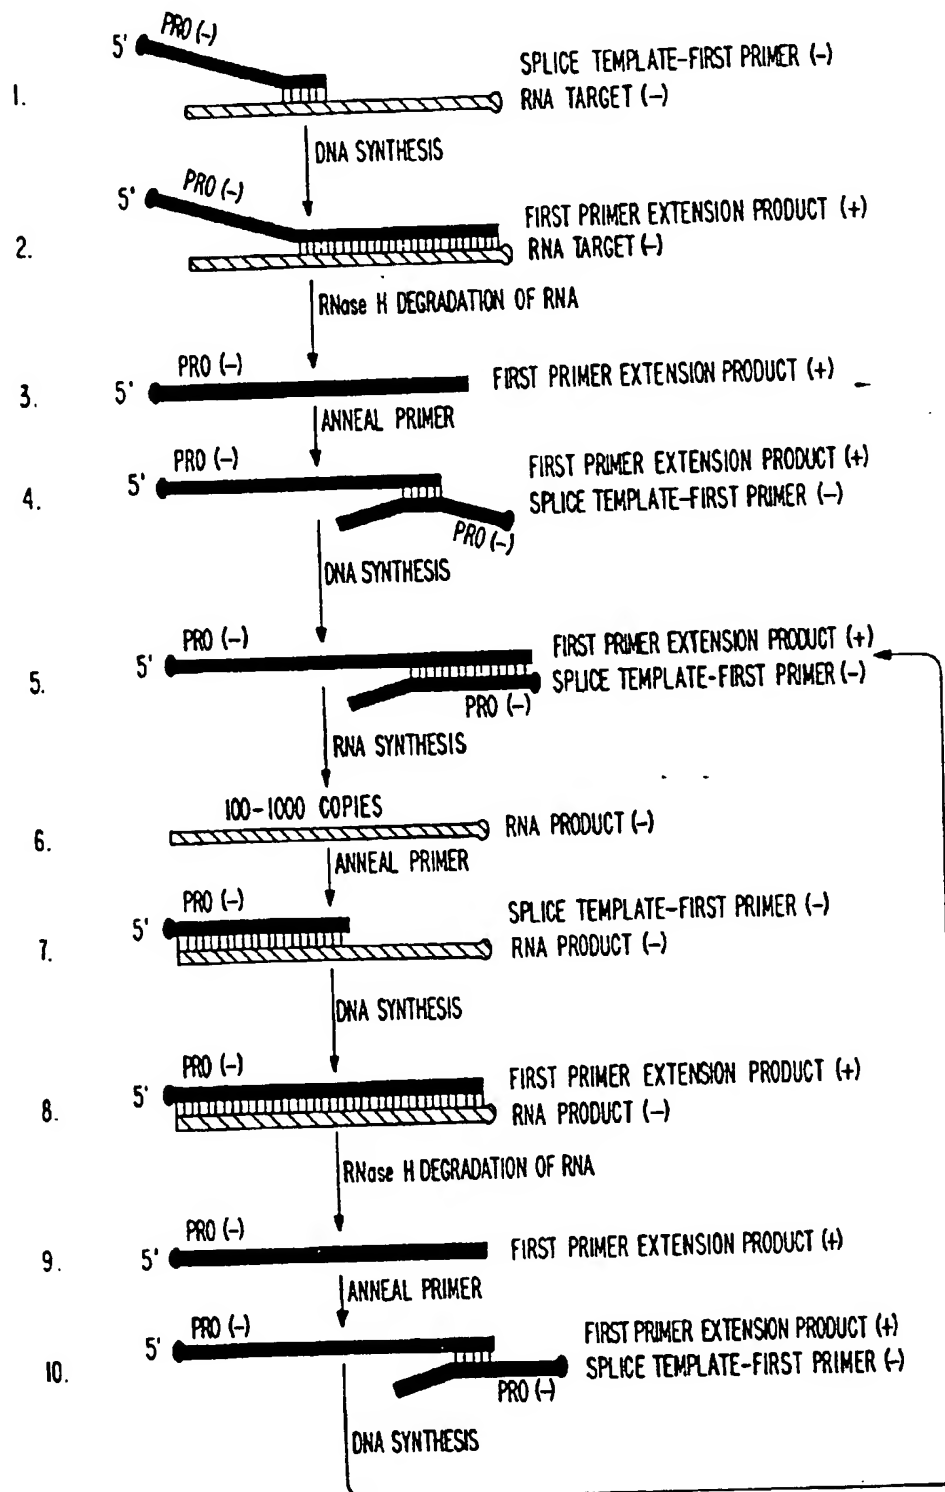 PRO (-)
5'
SPLICE TEMPLATE-FIRST PRIMER (-)
1.
RNA TARGET (-)
DNA SYNTHESIS
PRO (-)
5'
FIRST PRIMER EXTENSION PRODUCT (+)
2.
RNA TARGET (-)
RNase H DEGRADATION OF RNA
PRO (-)
3.
5'
FIRST PRIMER EXTENSION PRODUCT (+)
ANNEAL PRIMER
PRO (-)
5'
FIRST PRIMER EXTENSION PRODUCT (+)
4.
SPLICE TEMPLATE-FIRST PRIMER (-)
PRO (-)
DNA SYNTHESIS
PRO (-)
5'
FIRST PRIMER EXTENSION PRODUCT (+)
5.
SPLICE TEMPLATE-FIRST PRIMER (-)
PRO (-)
RNA SYNTHESIS
100-1000 COPIES
6.
RNA PRODUCT (-)
ANNEAL PRIMER
PRO (-)
5'
SPLICE TEMPLATE-FIRST PRIMER (-)
7.
RNA PRODUCT (-)
DNA SYNTHESIS
PRO (-)
8.
5'
FIRST PRIMER EXTENSION PRODUCT (+)
RNA PRODUCT (-)
RNase H DEGRADATION OF RNA
PRO (-)
9.
5'
FIRST PRIMER EXTENSION PRODUCT (+)
ANNEAL PRIMER
PRO (-)
5'
FIRST PRIMER EXTENSION PRODUCT (+)
10.
SPLICE TEMPLATE-FIRST PRIMER (-)
PRO (-)
DNA SYNTHESIS